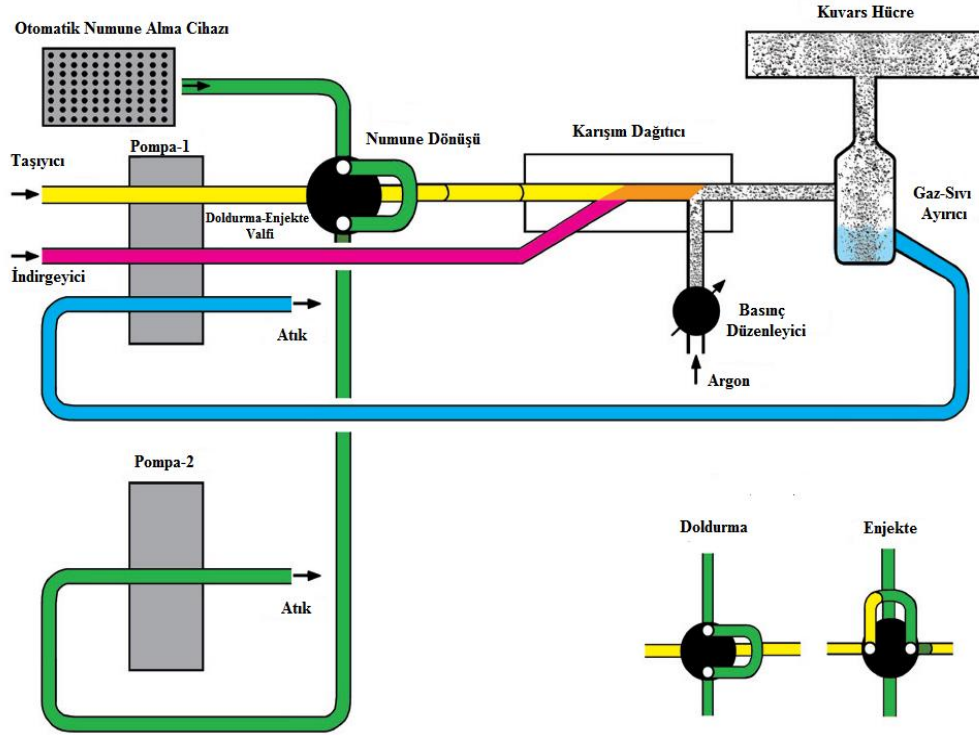 Otomatik Numune Alma Cihazı
Kuvars Hücre
Pompa-1
Numune Dönüşü
Karışım Dağıtıcı
Taşıyıcı
Doldurma-Enjekte
Valfi
Gaz-Sıvı
Ayırıcı
İndirgeyici
Atık
Basınç
Düzenleyici
Argon
Pompa-2
Atık
Doldurma
Enjekte